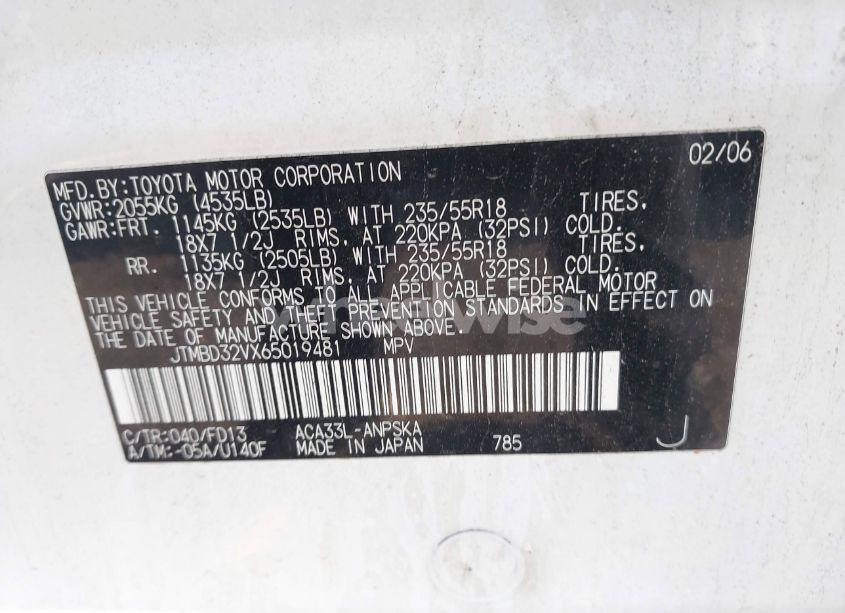 02/06
MFD.BY:TOYOTA MOTOR CORPORATION
GVWR:2055KG (4535LB)
GAWR:FRT. 1145KG (2535LB) WITH 235/55R18 TIRES,
18X7 1/2J RIMS, AT 220KPA (32PSI) COLD.
RR. 1135KG (2505LB) WITH 235/55R18 TIRES,
18X7 1/2J RIMS, AT 220KPA (32PSI) COLD.
THIS VEHICLE CONFORMS TO ALL APPLICABLE FEDERAL MOTOR
VEHICLE SAFETY AND THEFT PREVENTION STANDARDS IN EFFECT ON
THE DATE OF MANUFACTURE SHOWN ABOVE.
JTMBD32VX65019481 MPV
C/TR:040/FD13 ACA33L-ANPSKA
A/TM:-05A/U140F MADE IN JAPAN 785 J